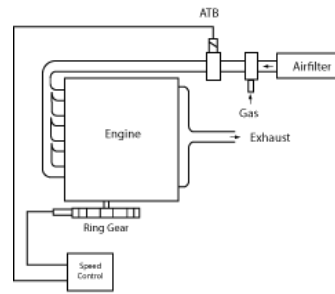 ATB
Airfilter
Gas
Engine
Exhaust
Ring Gear
Speed
Control